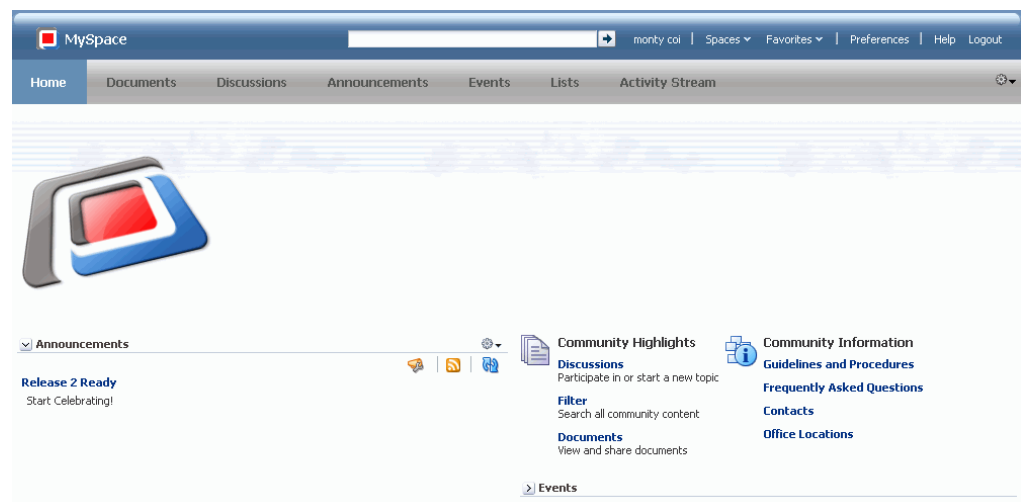 MySpace
monty coi | Spaces Favorites | Preferences | Help Logout
Home Documents Discussions Announcements Events Lists Activity Stream
Announcements
Release 2 Ready
Start Celebrating!
Community Highlights
Discussions
Participate in or start a new topic
Filter
Search all community content
Documents
View and share documents
Community Information
Guidelines and Procedures
Frequently Asked Questions
Contacts
Office Locations
Events